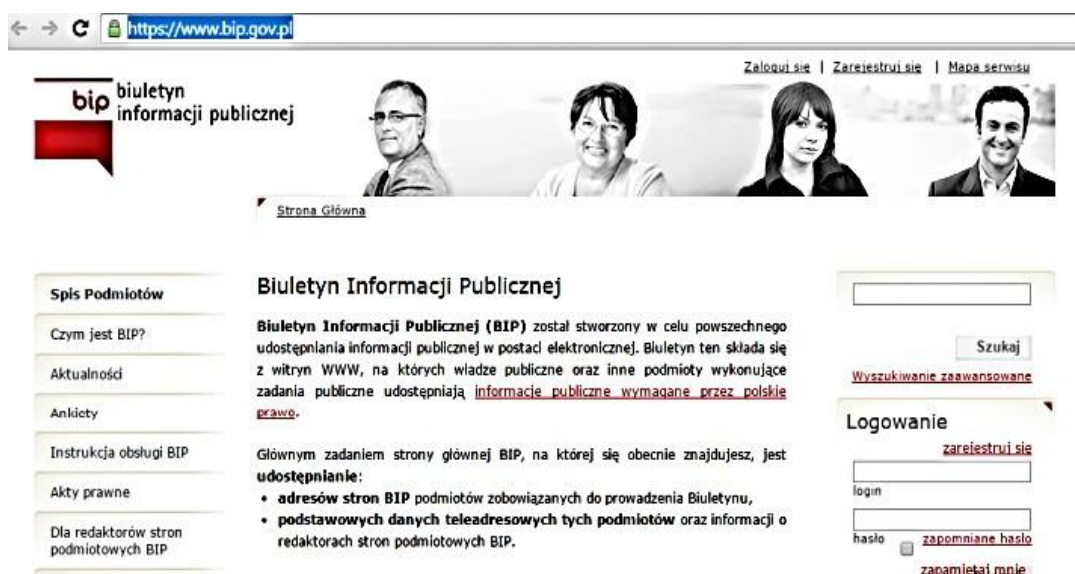 https://www.bip.gov.pl
Zaloguj się | Zarejestruj się | Mapa serwisu
bip biuletyn
informacji publicznej
Strona Główna
Spis Podmiotów
Czym jest BIP?
Aktualności
Ankiety
Instrukcja obsługi BIP
Akty prawne
Dla redaktorów stron
podmiotowych BIP
Biuletyn Informacji Publicznej
Biuletyn Informacji Publicznej (BIP) został stworzony w celu powszechnego
udostępniania informacji publicznej w postaci elektronicznej. Biuletyn ten składa się
z witryn WWW, na których władze publiczne oraz inne podmioty wykonujące
zadania publiczne udostępniają informacje publiczne wymagane przez polskie
prawo.
Głównym zadaniem strony głównej BIP, na której się obecnie znajdujesz, jest
udostępnianie:
• adresów stron BIP podmiotów zobowiązanych do prowadzenia Biuletynu,
• podstawowych danych teleadresowych tych podmiotów oraz informacji o
redaktorach stron podmiotowych BIP.
Szukaj
Wyszukiwanie zaawansowane
Logowanie
zarejestruj się
login
hasło zapomniane hasło
zapamiętaj mnie